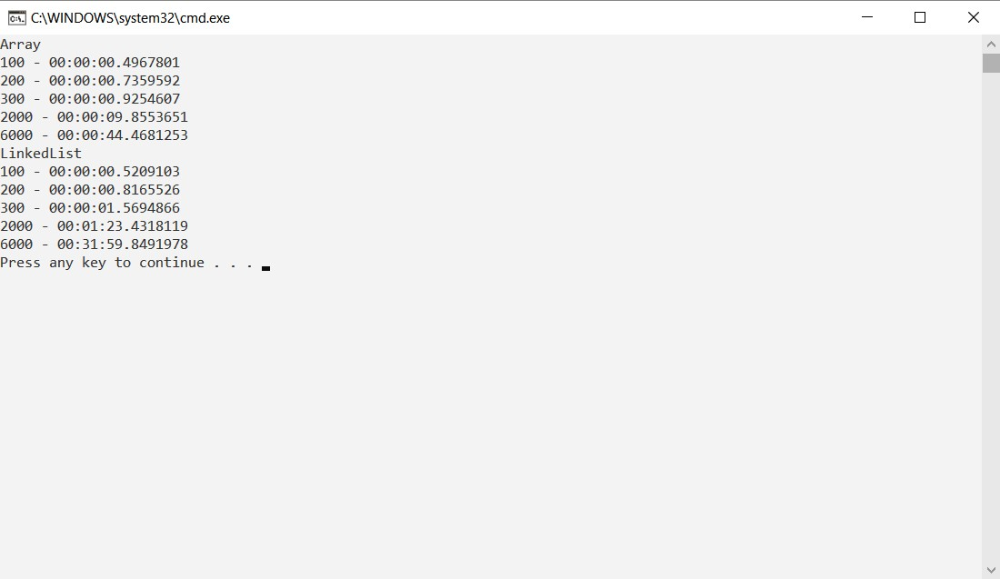 C:\WINDOWS\system32\cmd.exe
Array
100 - 00:00:00.4967801
200 - 00:00:00.7359592
300 - 00:00:00.9254607
2000 - 00:00:09.8553651
6000 - 00:00:44.4681253
LinkedList
100 - 00:00:00.5209103
200 - 00:00:00.8165526
300 - 00:00:01.5694866
2000 - 00:01:23.4318119
6000 - 00:31:59.8491978
Press any key to continue . . .